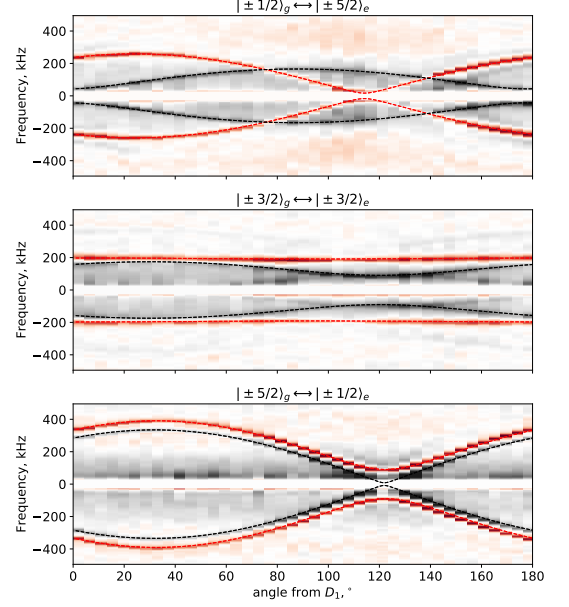 | ± 1/2⟩g ⟷ | ± 5/2⟩e
400
200
0
−200
−400
Frequency, kHz
| ± 3/2⟩g ⟷ | ± 3/2⟩e
400
200
0
−200
−400
Frequency, kHz
| ± 5/2⟩g ⟷ | ± 1/2⟩e
400
200
0
−200
−400
Frequency, kHz
0 20 40 60 80 100 120 140 160 180
angle from D1, °